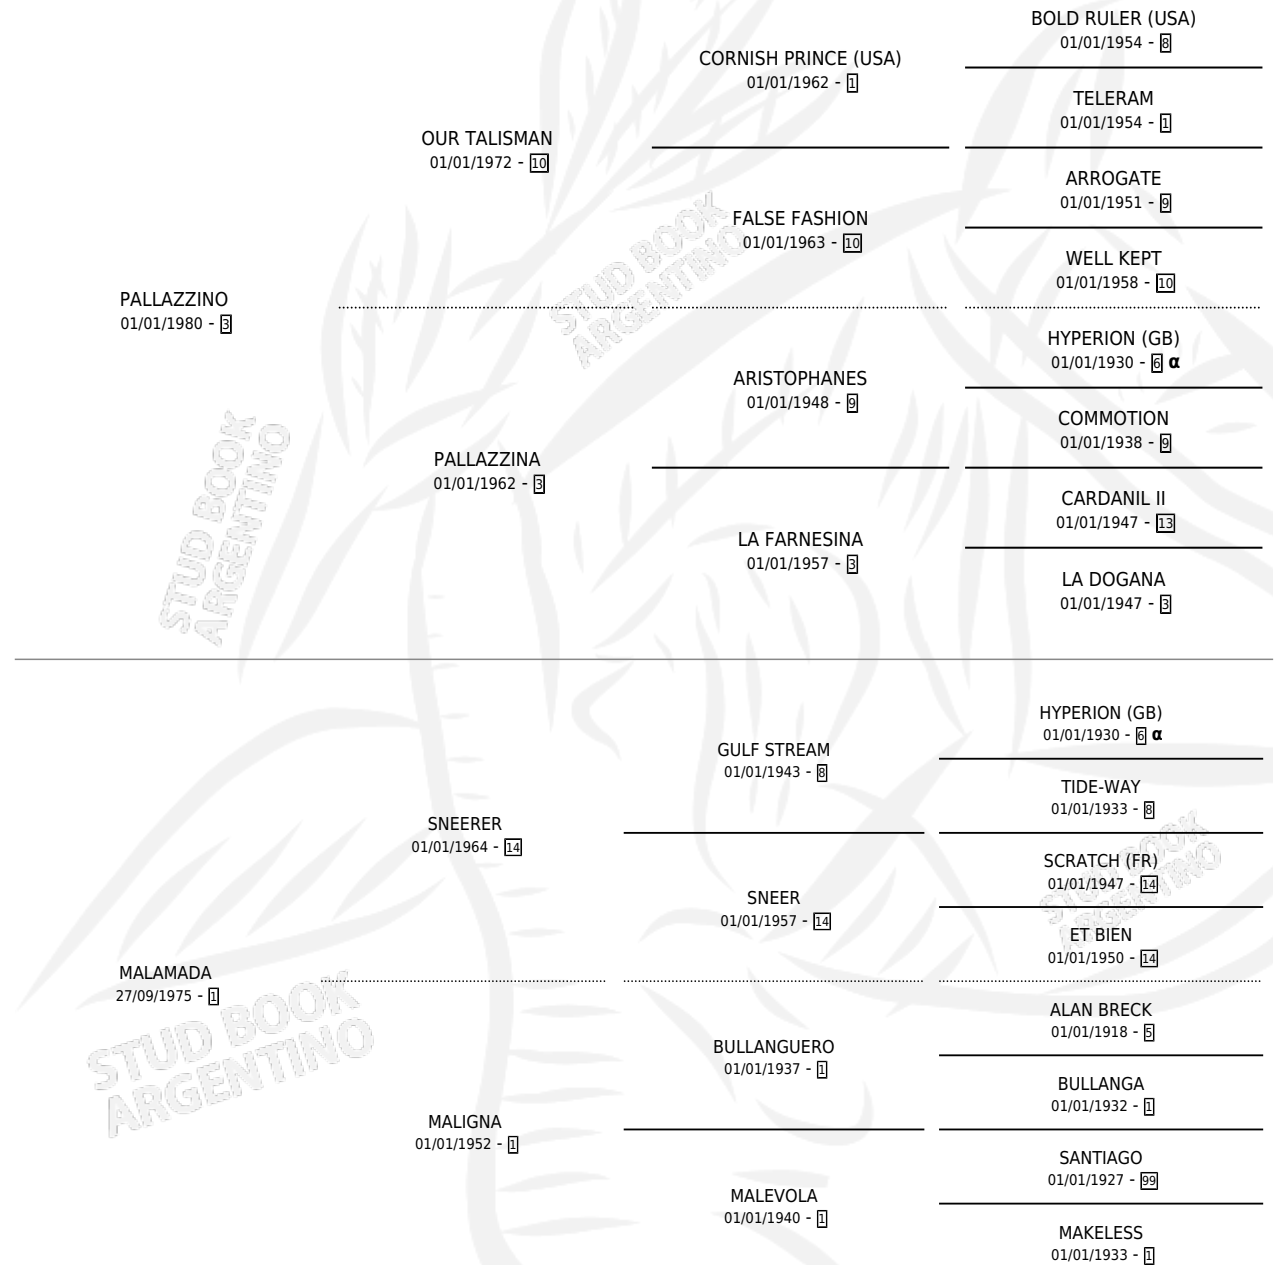 BOLD RULER (USA)
01/01/1954 - 8
CORNISH PRINCE (USA)
01/01/1962 - 1
TELERAM
01/01/1954 - 1
OUR TALISMAN
01/01/1972 - 10
ARROGATE
01/01/1951 - 9
FALSE FASHION
01/01/1963 - 10
WELL KEPT
01/01/1958 - 10
PALLAZZINO
01/01/1980 - 3
HYPERION (GB)
01/01/1930 - 6 α
ARISTOPHANES
01/01/1948 - 9
COMMOTION
01/01/1938 - 9
PALLAZZINA
01/01/1962 - 3
CARDANIL II
01/01/1947 - 13
LA FARNESINA
01/01/1957 - 3
LA DOGANA
01/01/1947 - 3
HYPERION (GB)
01/01/1930 - 6 α
GULF STREAM
01/01/1943 - 8
TIDE-WAY
01/01/1933 - 8
SNEERER
01/01/1964 - 14
SCRATCH (FR)
01/01/1947 - 14
SNEER
01/01/1957 - 14
ET BIEN
01/01/1950 - 14
MALAMADA
27/09/1975 - 1
ALAN BRECK
01/01/1918 - 5
BULLANGUERO
01/01/1937 - 1
BULLANGA
01/01/1932 - 1
MALIGNA
01/01/1952 - 1
SANTIAGO
01/01/1927 - 99
MALEVOLA
01/01/1940 - 1
MAKELESS
01/01/1933 - 1
STUD BOOK
ARGENTINO
STUD BOOK
ARGENTINO
STUD BOOK
ARGENTINO
STUD BOOK
ARGENTINO